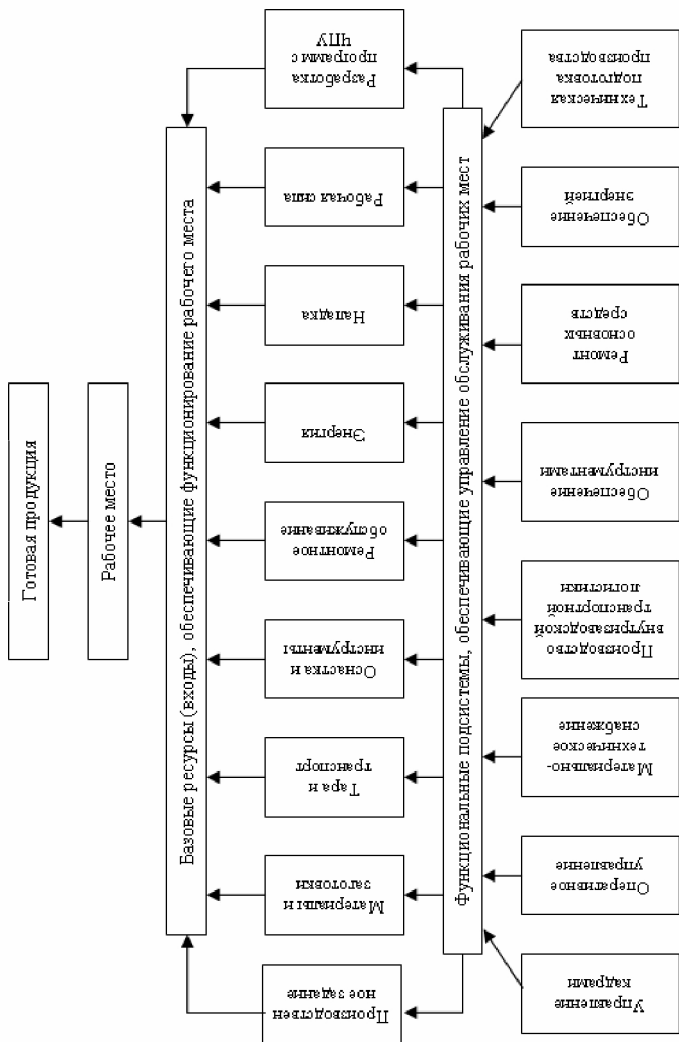 Готовая продукция
Рабочее место
Базовые ресурсы (входы), обеспечивающие функционирование рабочего места
Производствен
ное задание
Материалы и
заготовки
Тара и
транспорт
Оснастка и
инструменты
Ремонтное
обслуживание
Энергия
Наладка
Рабочая сила
Разработка
программ с
ЧПУ
Функциональные подсистемы, обеспечивающие управление обслуживания рабочих мест
Управление
кадрами
Оперативное
управление
Материально-
техническое
снабжение
Производство
внутризаводской
транспортной
логистики
Обеспечение
инструментами
Ремонт
основных
средств
Обеспечение
энергией
Техническая
подготовка
производства